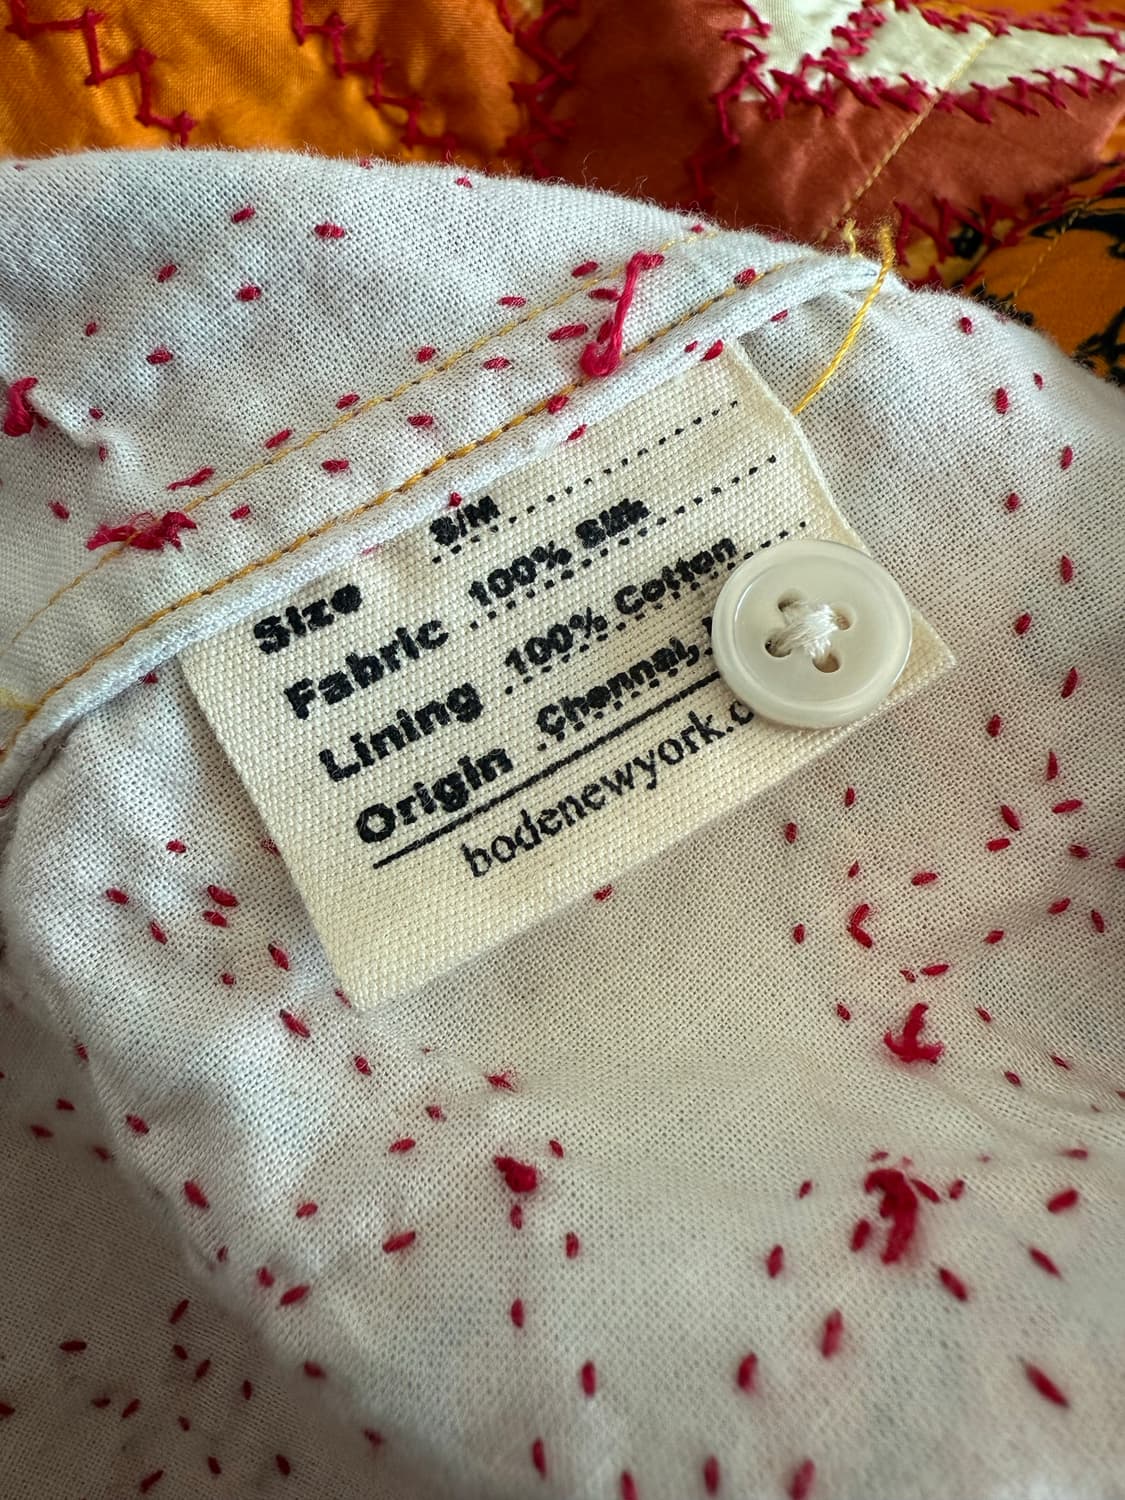 Size S/M
Fabric 100% Silk
Lining 100% Cotton
Origin Chennai,
bodenewyork.c